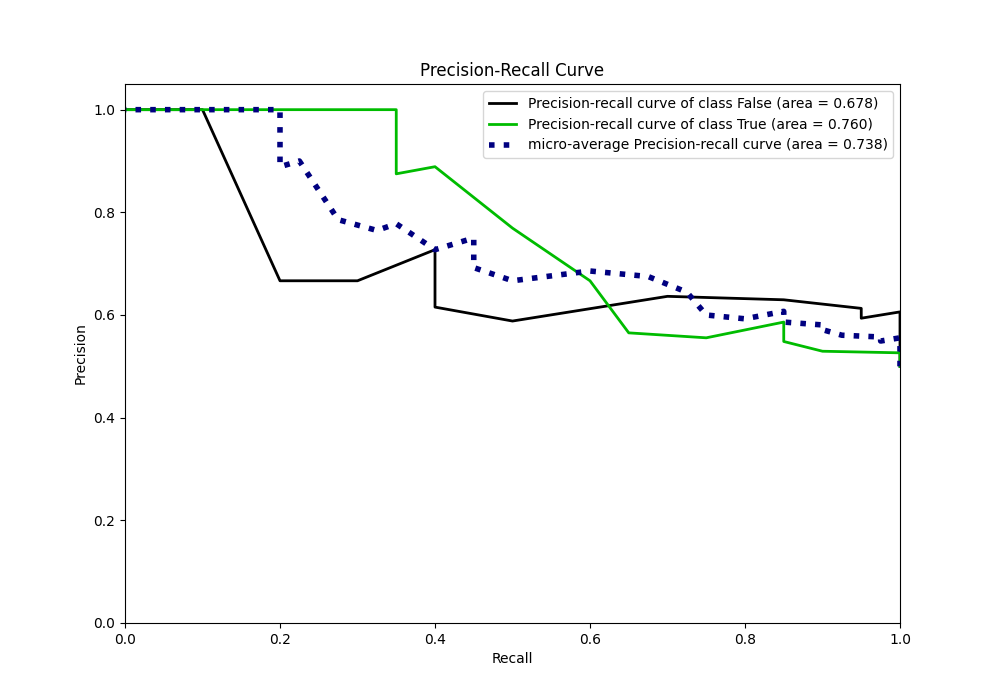 Precision-Recall Curve
Precision-recall curve of class False (area = 0.678)
Precision-recall curve of class True (area = 0.760)
micro-average Precision-recall curve (area = 0.738)
1.0
0.8
0.6
0.4
0.2
0.0
Precision
0.0 0.2 0.4 0.6 0.8 1.0
Recall